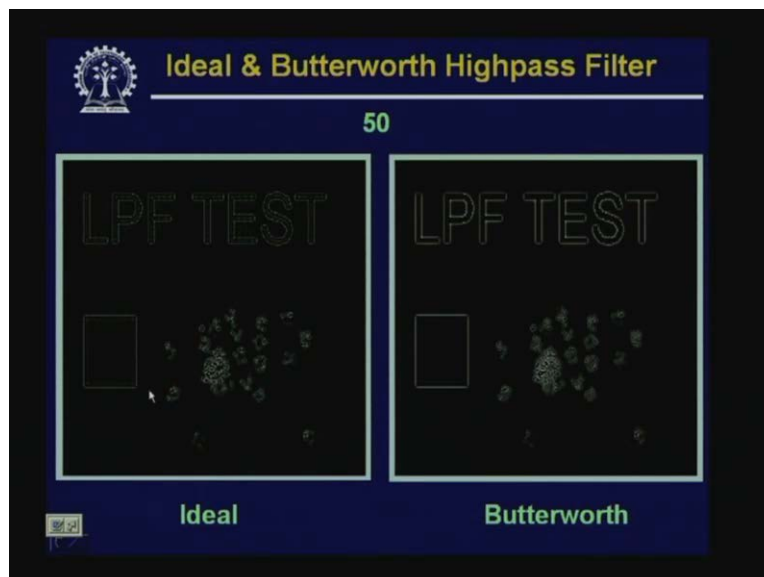 Ideal & Butterworth Highpass Filter
50
LPF TEST
LPF TEST
Ideal
Butterworth